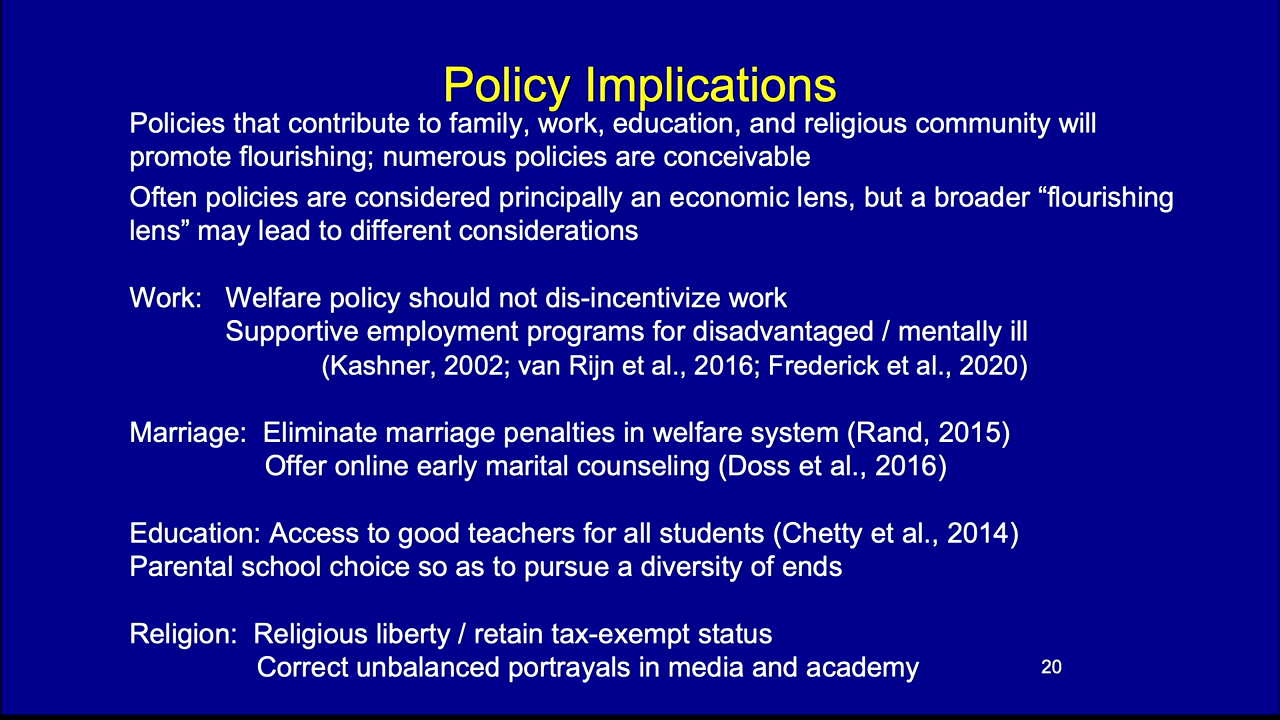 Policy Implications
Policies that contribute to family, work, education, and religious community will
promote flourishing; numerous policies are conceivable
Often policies are considered principally an economic lens, but a broader “flourishing
lens” may lead to different considerations
Work: Welfare policy should not dis-incentivize work
Supportive employment programs for disadvantaged / mentally ill
(Kashner, 2002; van Rijn et al., 2016; Frederick et al., 2020)
Marriage: Eliminate marriage penalties in welfare system (Rand, 2015)
Offer online early marital counseling (Doss et al., 2016)
Education: Access to good teachers for all students (Chetty et al., 2014)
Parental school choice so as to pursue a diversity of ends
Religion: Religious liberty / retain tax-exempt status
Correct unbalanced portrayals in media and academy
20